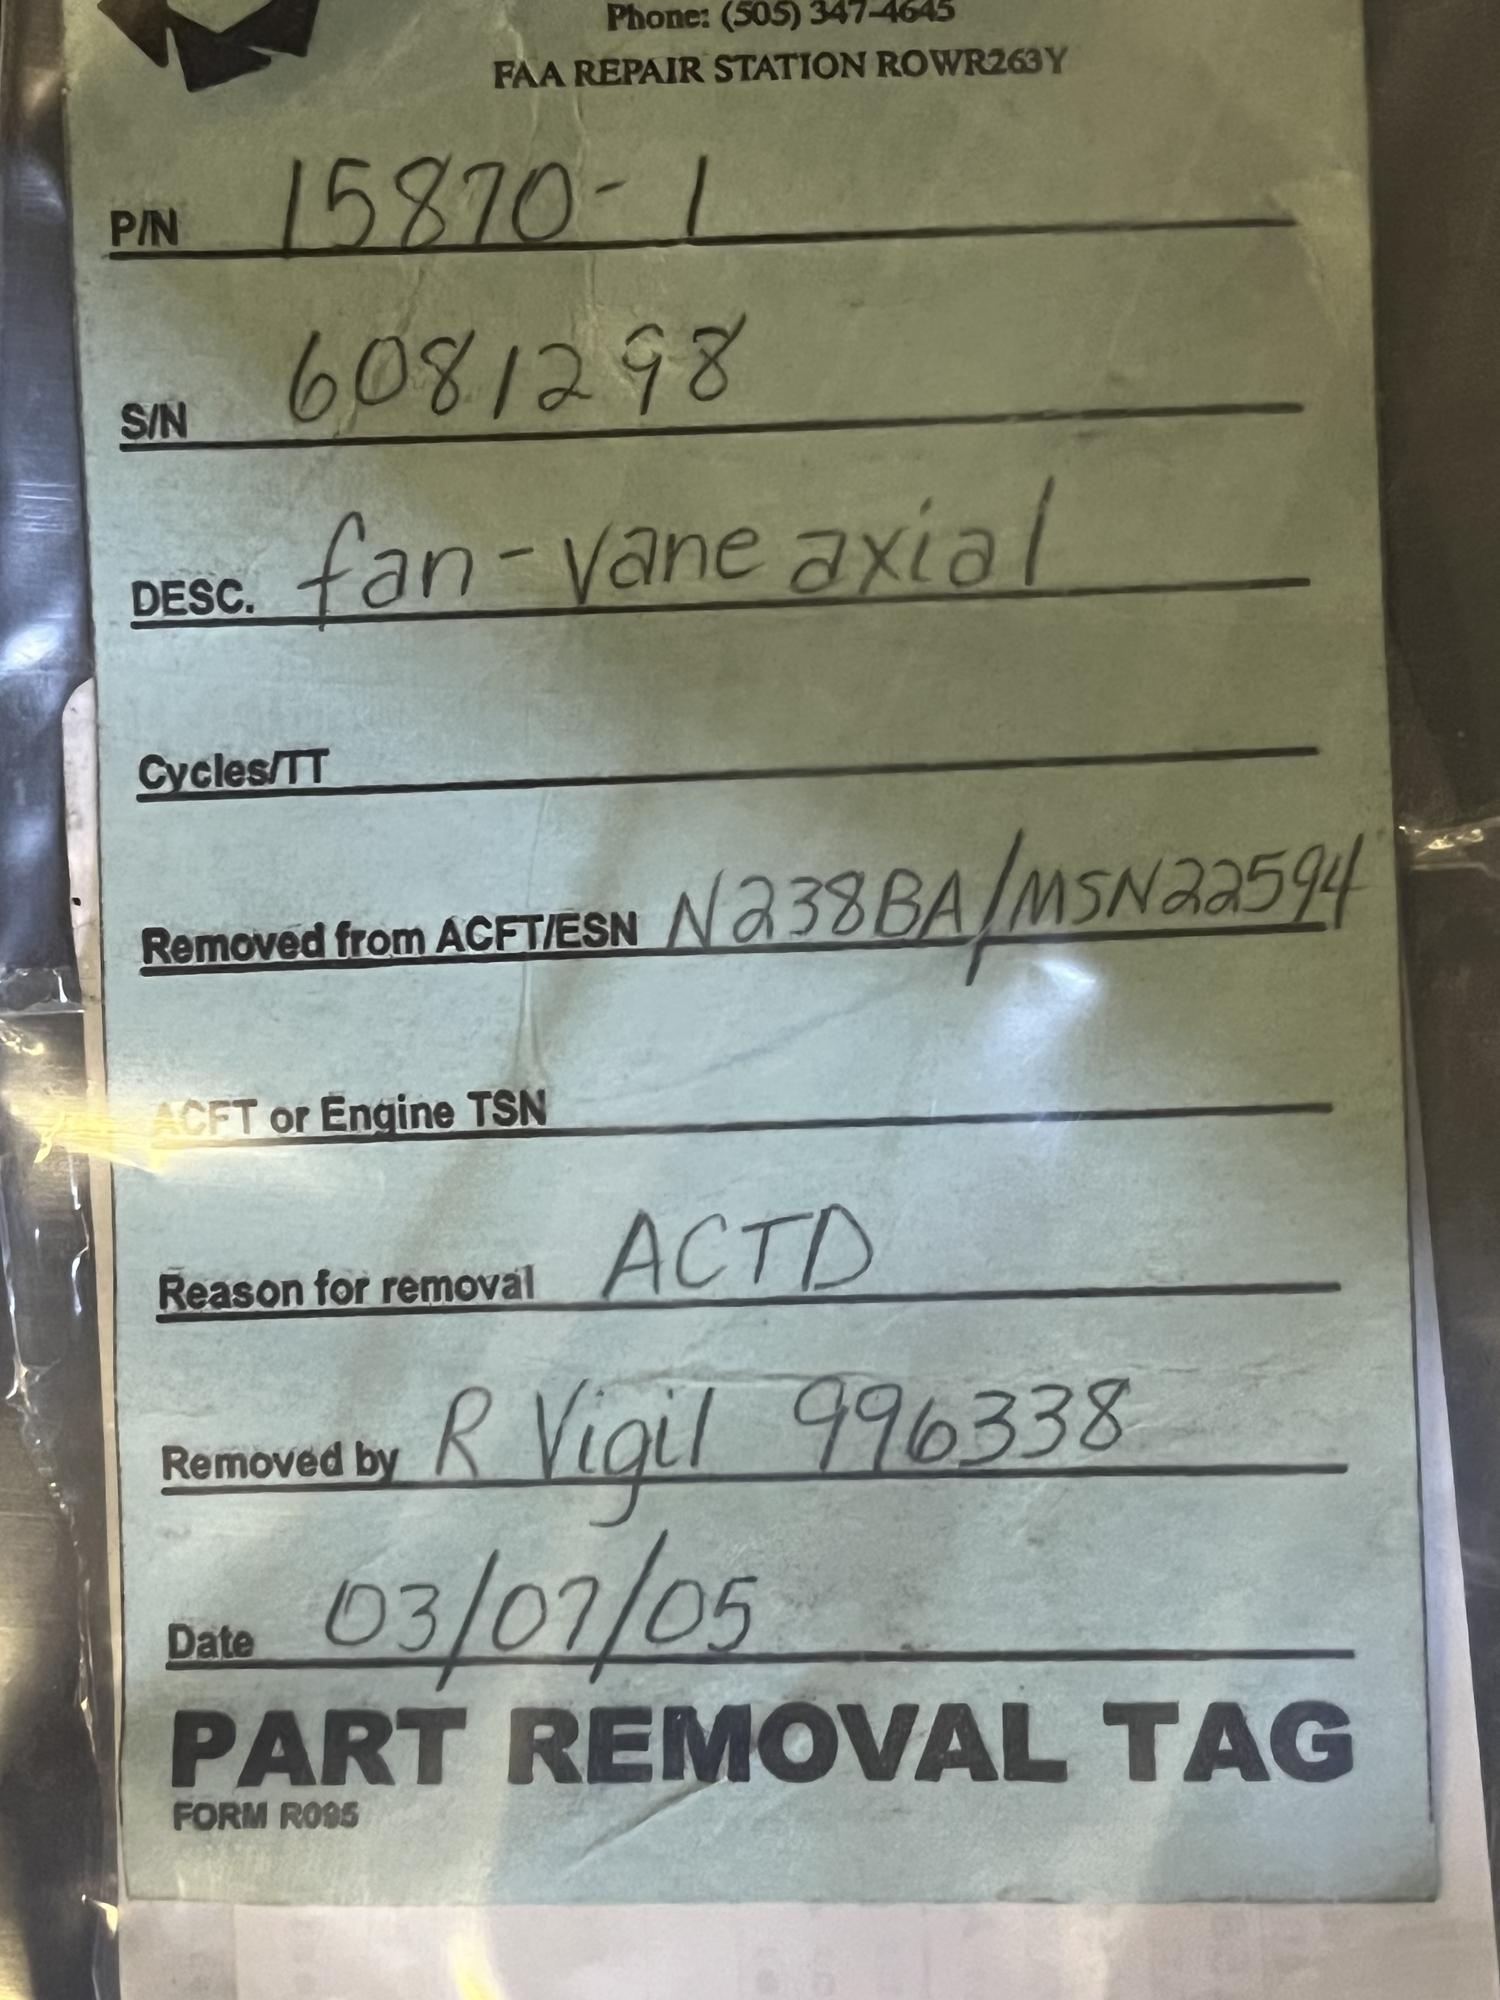 Phone: (505) 347-4645
FAA REPAIR STATION ROWR263Y
P/N 15870-1
S/N 6081298
DESC. fan-vane axial
Cycles/TT
Removed from ACFT/ESN N238BA/MSN22594
ACFT or Engine TSN
Reason for removal ACTD
Removed by R Vigil 996338
Date 03/07/05
PART REMOVAL TAG
FORM R095